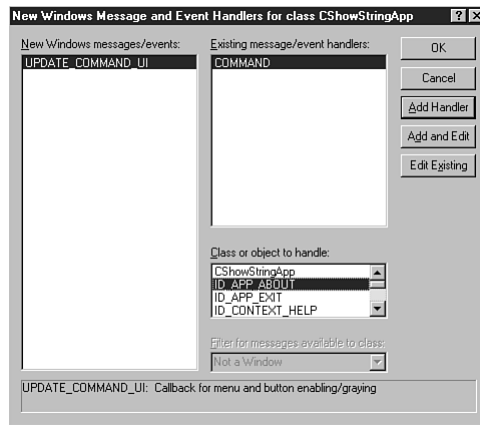 New Windows Message and Event Handlers for class CShowStringApp
New Windows messages/events:
UPDATE_COMMAND_UI
Existing message/event handlers:
COMMAND
OK
Cancel
Add Handler
Add and Edit
Edit Existing
Class or object to handle:
CShowStringApp
ID_APP_ABOUT
ID_APP_EXIT
ID_CONTEXT_HELP
Filter for messages available to class:
Not a Window
UPDATE_COMMAND_UI: Callback for menu and button enabling/graying